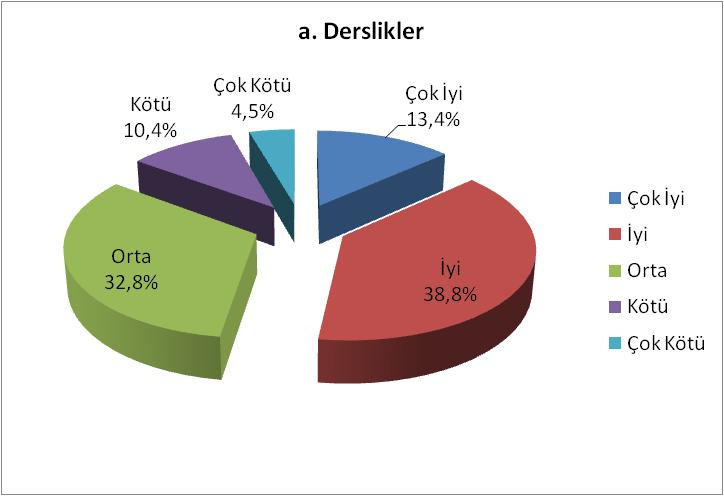 a. Derslikler
Çok İyi
13,4%
İyi
38,8%
Orta
32,8%
Kötü
10,4%
Çok Kötü
4,5%
Çok İyi
İyi
Orta
Kötü
Çok Kötü